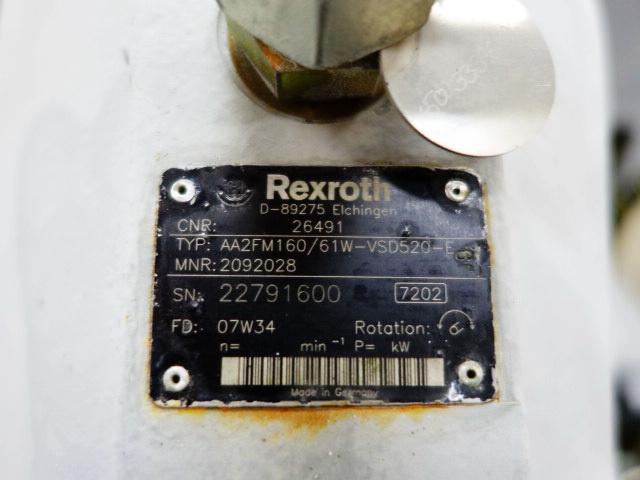 Rexroth
D-89275 Elchingen
CNR: 26491
TYP: AA2FM160/61W-VSD520-E
MNR: 2092028
SN: 22791600 7202
FD: 07W34 Rotation:
n= min⁻¹ P= kW
Made in Germany